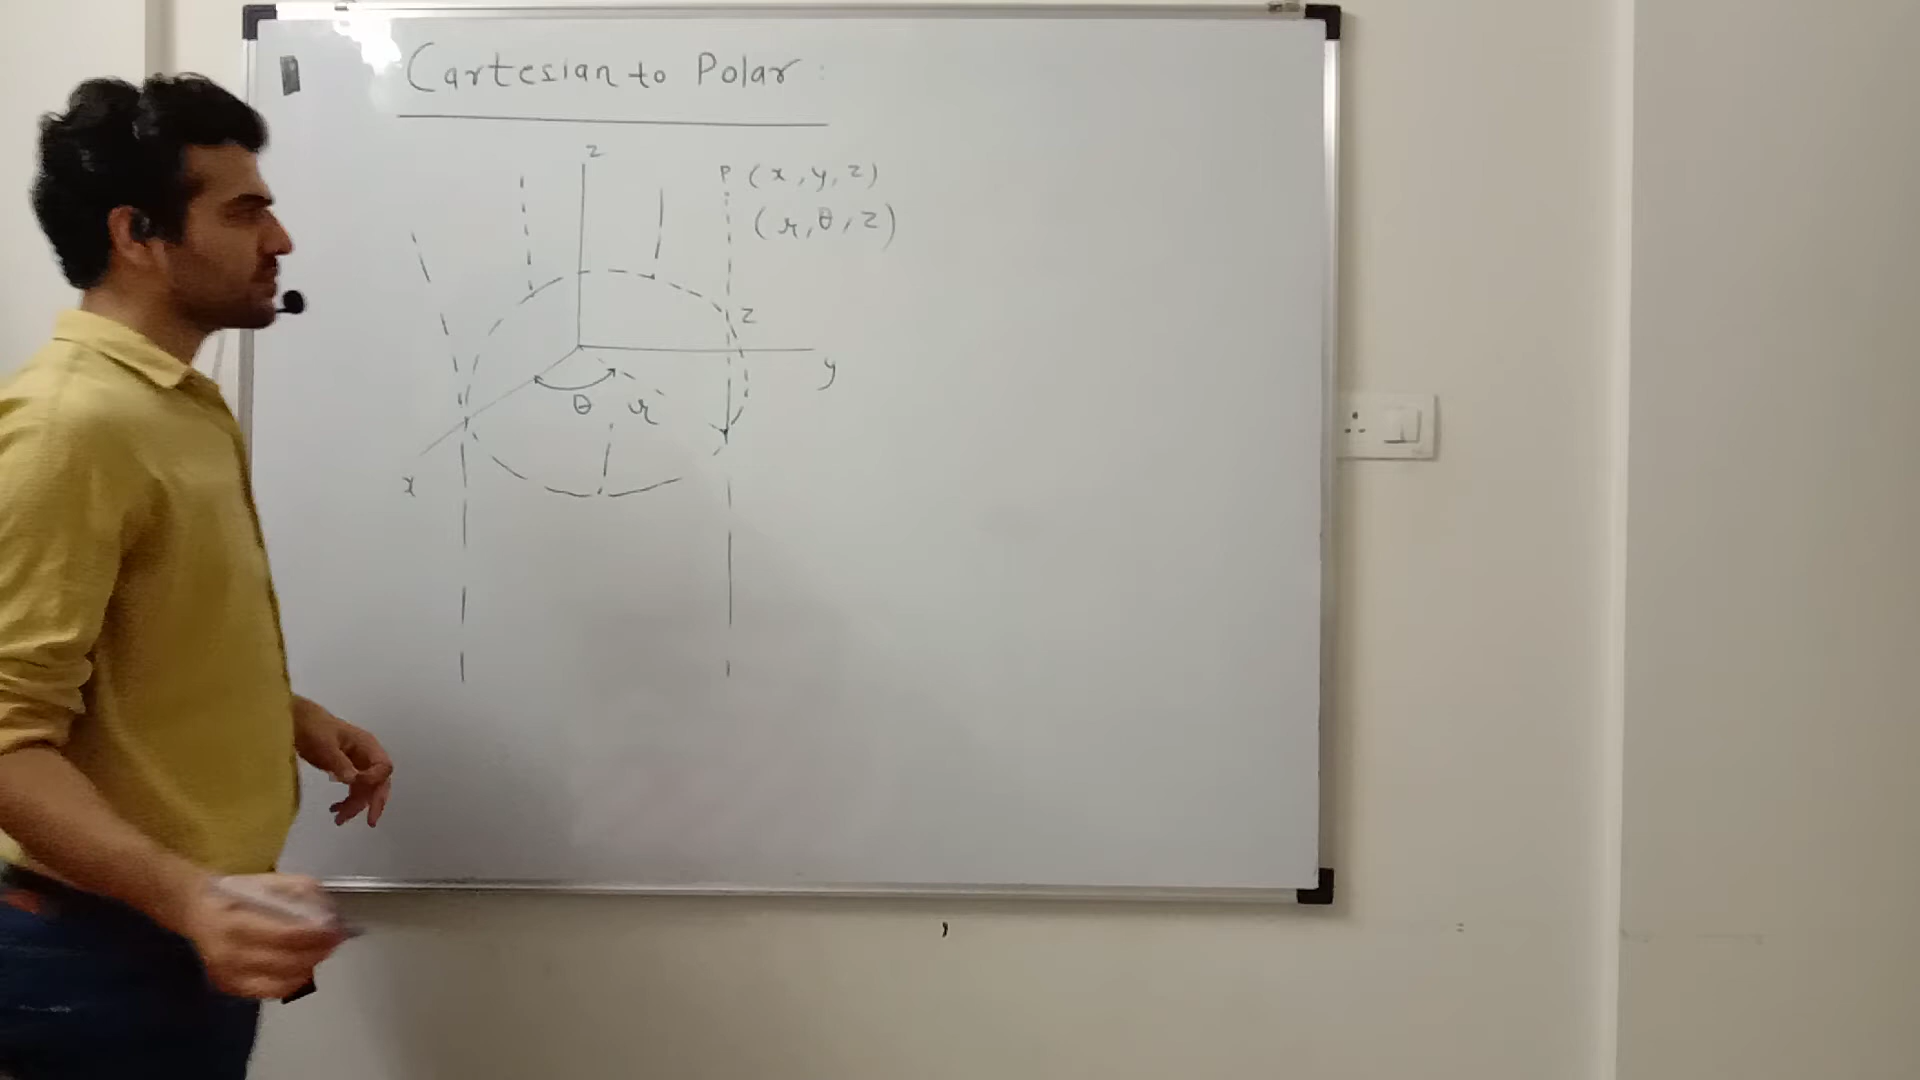 Cartesian to Polar :
z
P (x, y, z)
(r, θ, z)
z
y
θ r
x